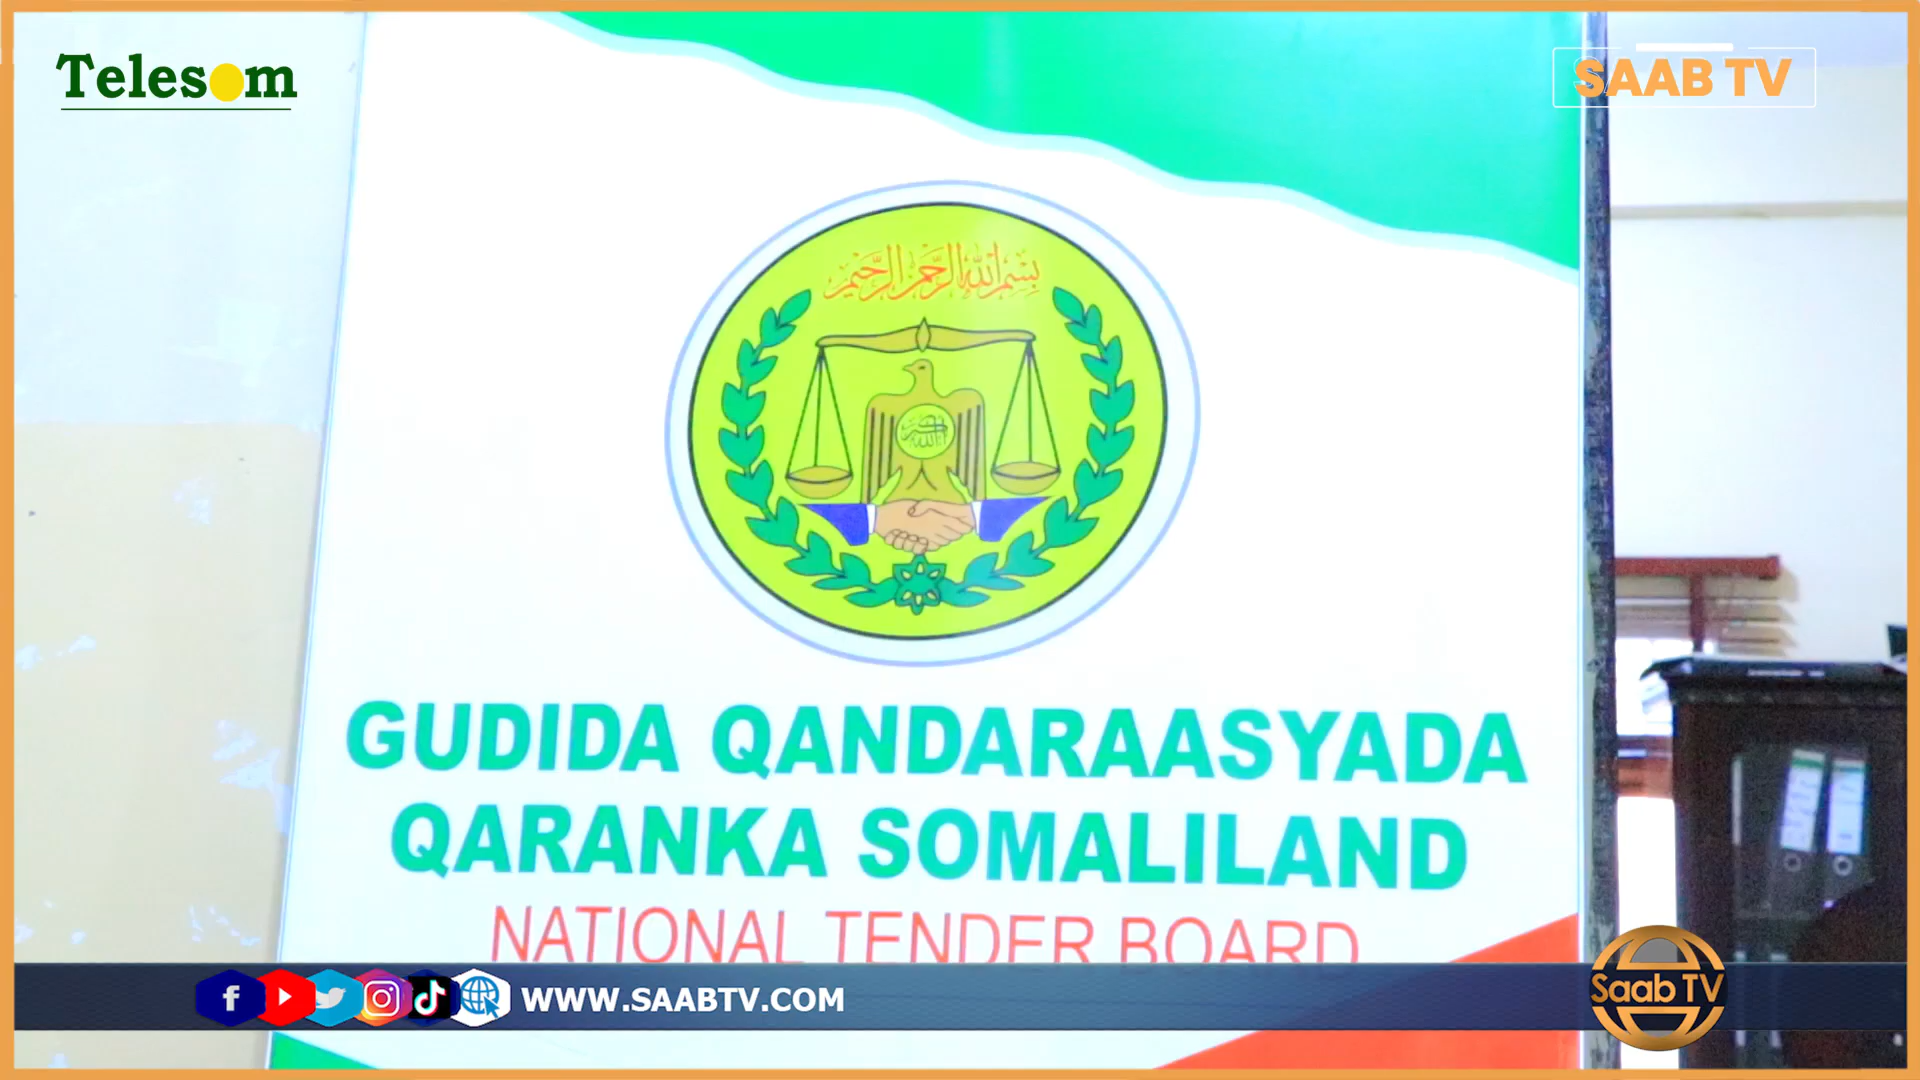 Telesom
SAAB TV
بسم الله الرحمن الرحيم
GUDIDA QANDARAASYADA
QARANKA SOMALILAND
NATIONAL TENDER BOARD
WWW.SAABTV.COM
Saab TV